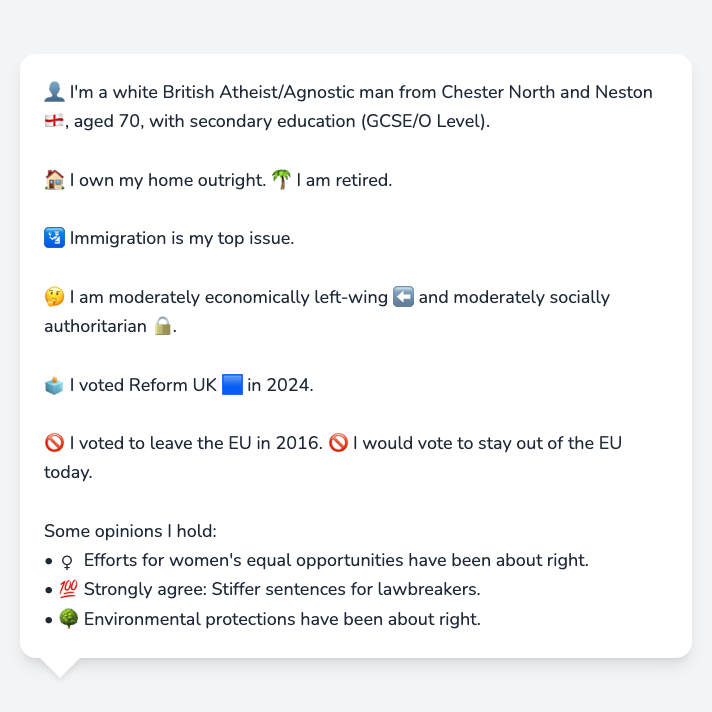 👤 I'm a white British Atheist/Agnostic man from Chester North and Neston
🏴󠁧󠁢󠁥󠁮󠁧󠁿, aged 70, with secondary education (GCSE/O Level).
🏠 I own my home outright. 🌴 I am retired.
🛂 Immigration is my top issue.
🤔 I am moderately economically left-wing ⬅️ and moderately socially
authoritarian 🔒.
🗳️ I voted Reform UK 🟦 in 2024.
🚫 I voted to leave the EU in 2016. 🚫 I would vote to stay out of the EU
today.
Some opinions I hold:
• ♀ Efforts for women's equal opportunities have been about right.
• 💯 Strongly agree: Stiffer sentences for lawbreakers.
• 🌳 Environmental protections have been about right.